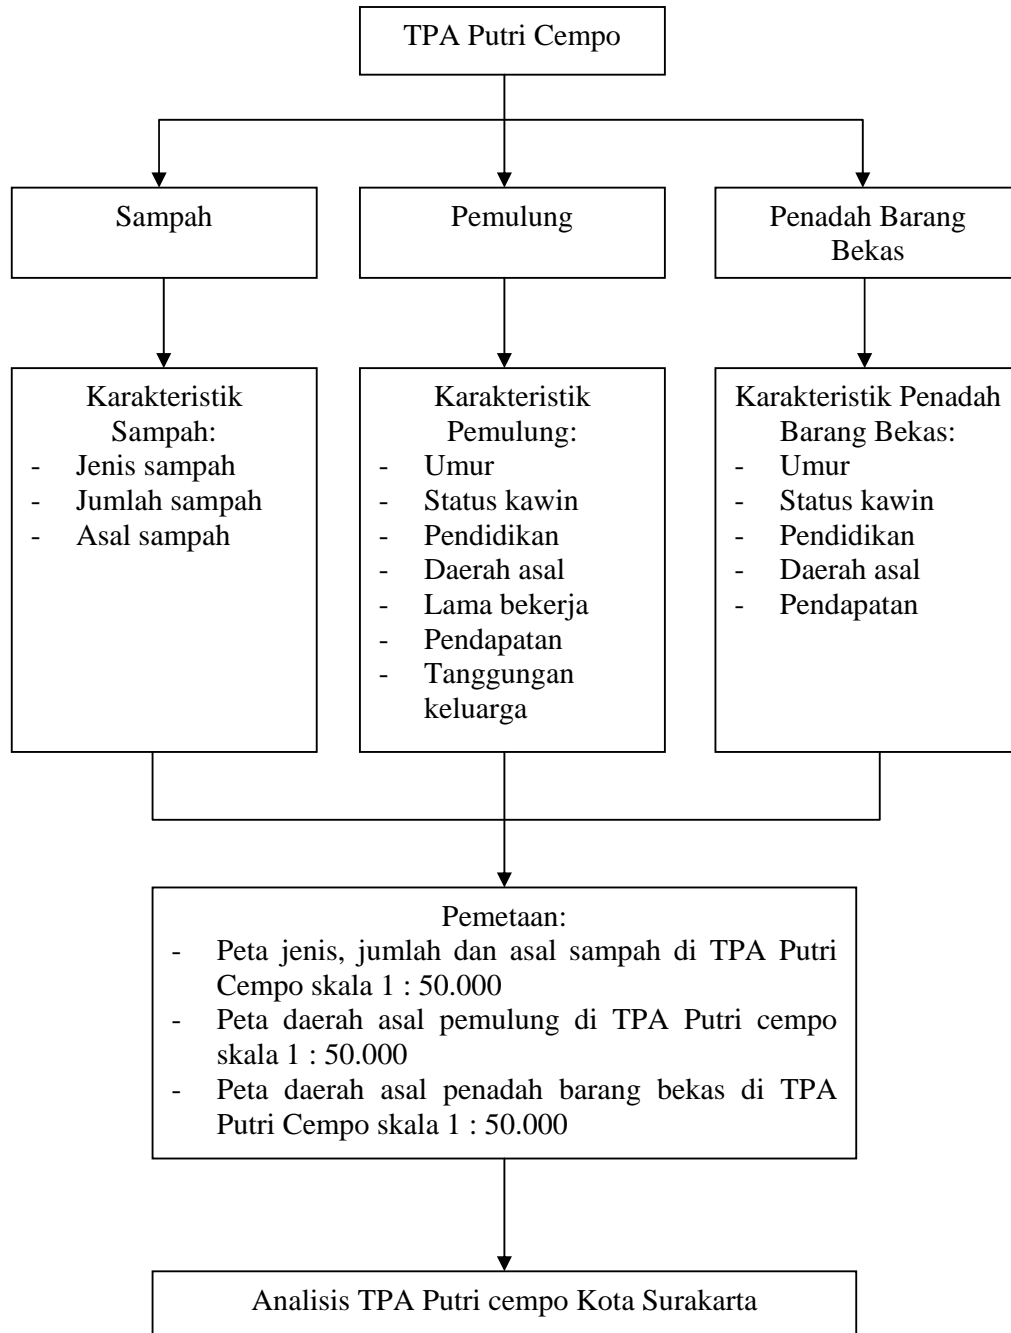 TPA Putri Cempo
Sampah
Pemulung
Penadah Barang
Bekas
Karakteristik
Sampah:
- Jenis sampah
- Jumlah sampah
- Asal sampah
Karakteristik
Pemulung:
- Umur
- Status kawin
- Pendidikan
- Daerah asal
- Lama bekerja
- Pendapatan
- Tanggungan
keluarga
Karakteristik Penadah
Barang Bekas:
- Umur
- Status kawin
- Pendidikan
- Daerah asal
- Pendapatan
Pemetaan:
- Peta jenis, jumlah dan asal sampah di TPA Putri
Cempo skala 1 : 50.000
- Peta daerah asal pemulung di TPA Putri cempo
skala 1 : 50.000
- Peta daerah asal penadah barang bekas di TPA
Putri Cempo skala 1 : 50.000
Analisis TPA Putri cempo Kota Surakarta